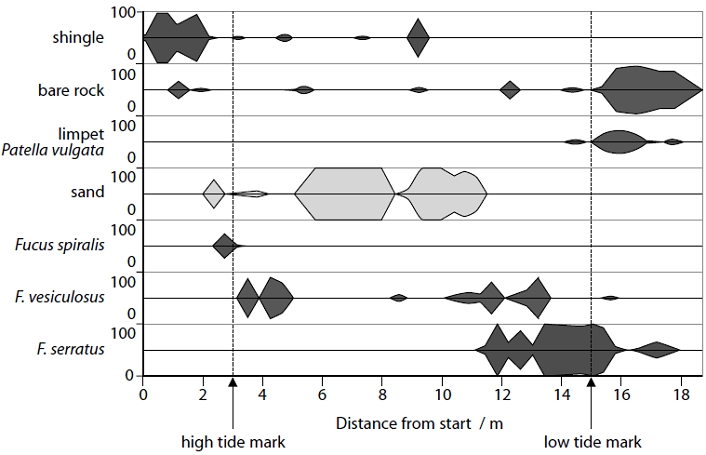 100
shingle
0
100
bare rock
0
100
limpet
Patella vulgata
0
100
sand
0
100
Fucus spiralis
0
100
F. vesiculosus
0
100
F. serratus
0
0 2 4 6 8 10 12 14 16 18
Distance from start / m
high tide mark low tide mark